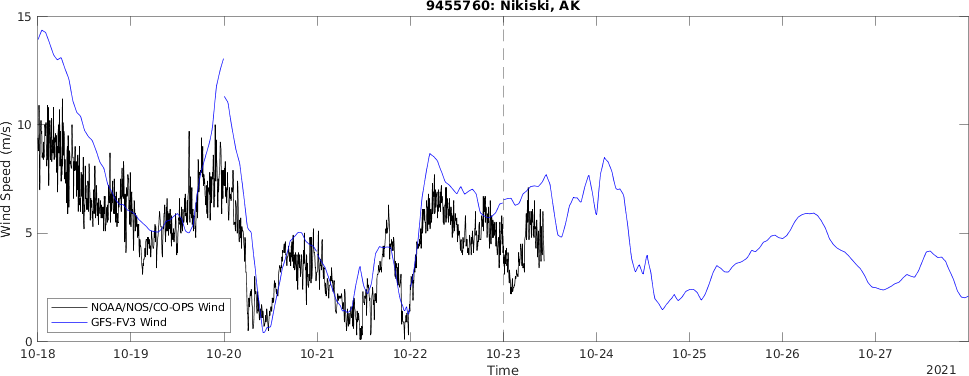 9455760: Nikiski, AK
Wind Speed (m/s)
15
10
5
0
NOAA/NOS/CO-OPS Wind
GFS-FV3 Wind
10-18 10-19 10-20 10-21 10-22 10-23 10-24 10-25 10-26 10-27
Time
2021